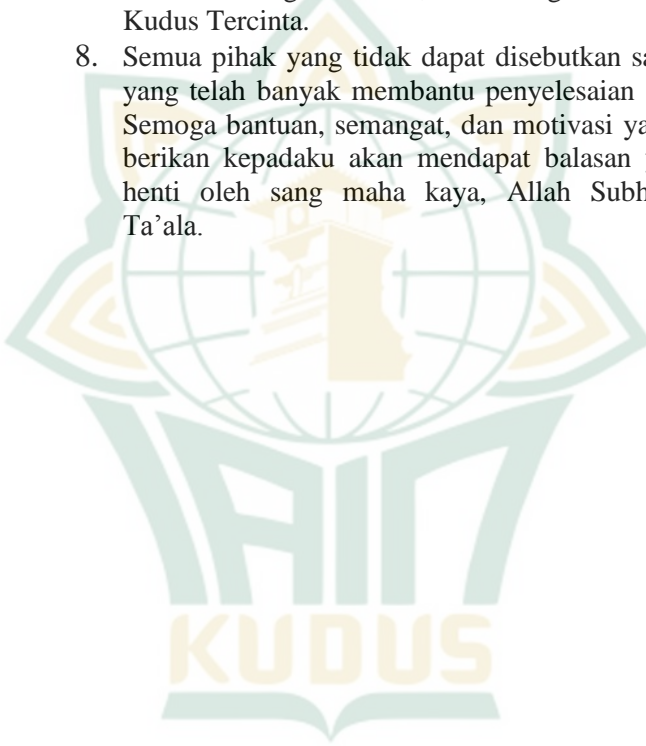 Kudus Tercinta.
8. Semua pihak yang tidak dapat disebutkan
yang telah banyak membantu penyelesaian
Semoga bantuan, semangat, dan motivasi
berikan kepadaku akan mendapat balasan
henti oleh sang maha kaya, Allah
Ta’ala.
IAIN
KUDUS